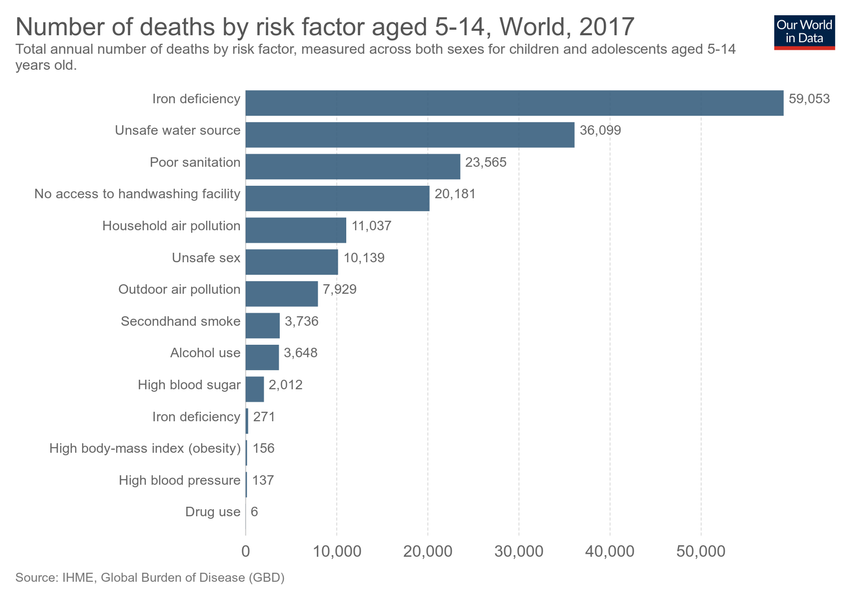 Number of deaths by risk factor aged 5-14, World, 2017
Our World
in Data
Total annual number of deaths by risk factor, measured across both sexes for children and adolescents aged 5-14
years old.
Iron deficiency 59,053
Unsafe water source 36,099
Poor sanitation 23,565
No access to handwashing facility 20,181
Household air pollution 11,037
Unsafe sex 10,139
Outdoor air pollution 7,929
Secondhand smoke 3,736
Alcohol use 3,648
High blood sugar 2,012
Iron deficiency 271
High body-mass index (obesity) 156
High blood pressure 137
Drug use 6
0 10,000 20,000 30,000 40,000 50,000
Source: IHME, Global Burden of Disease (GBD)